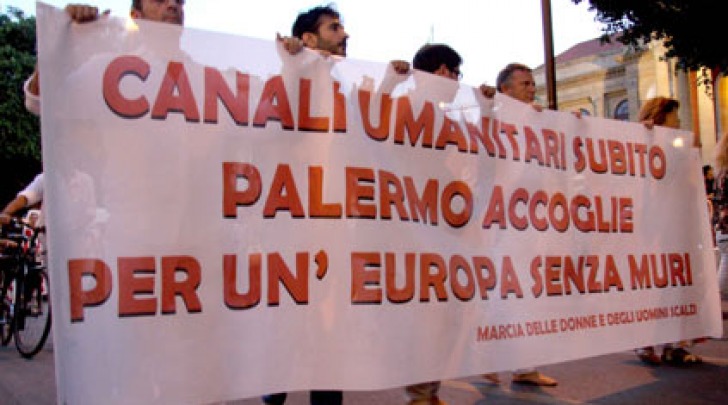 CANALI UMANITARI SUBITO
PALERMO ACCOGLIE
PER UN' EUROPA SENZA MURI
MARCIA DELLE DONNE E DEGLI UOMINI SCALZI